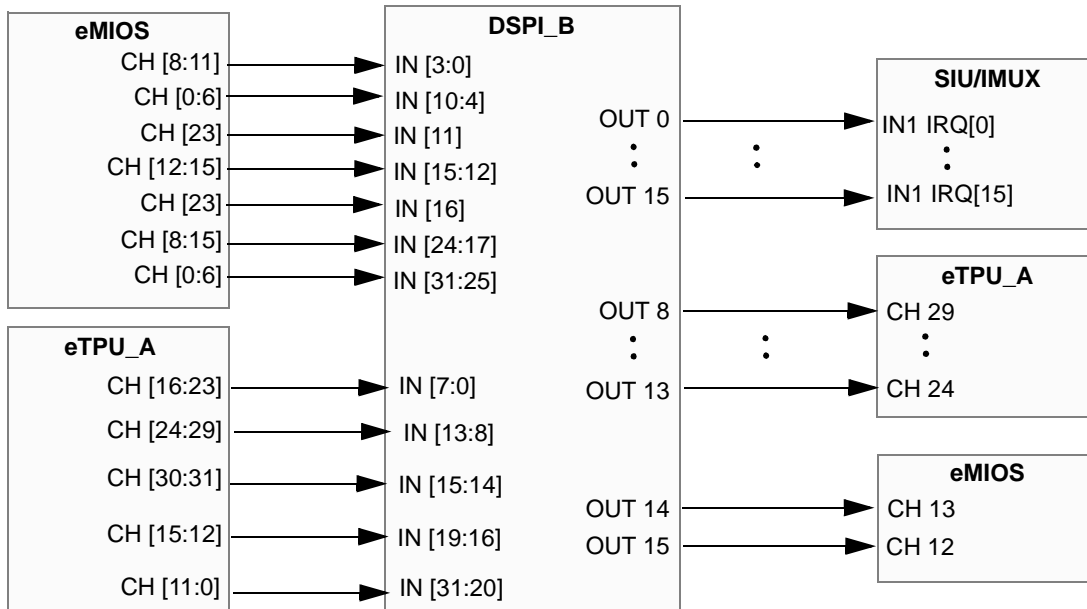 eMIOS
CH [8:11]
CH [0:6]
CH [23]
CH [12:15]
CH [23]
CH [8:15]
CH [0:6]
eTPU_A
CH [16:23]
CH [24:29]
CH [30:31]
CH [15:12]
CH [11:0]
DSPI_B
IN [3:0]
IN [10:4]
IN [11]
IN [15:12]
IN [16]
IN [24:17]
IN [31:25]
IN [7:0]
IN [13:8]
IN [15:14]
IN [19:16]
IN [31:20]
OUT 0
OUT 15
OUT 8
OUT 13
OUT 14
OUT 15
SIU/IMUX
IN1 IRQ[0]
IN1 IRQ[15]
eTPU_A
CH 29
CH 24
eMIOS
CH 13
CH 12